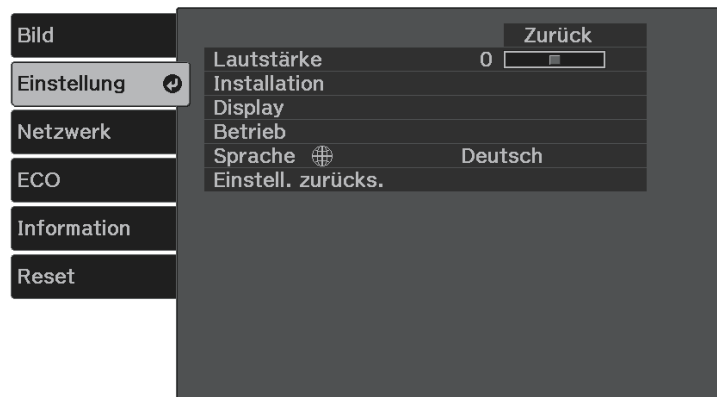 Bild
Einstellung
Netzwerk
ECO
Information
Reset
Zurück
Lautstärke 0
Installation
Display
Betrieb
Sprache Deutsch
Einstell. zurücks.